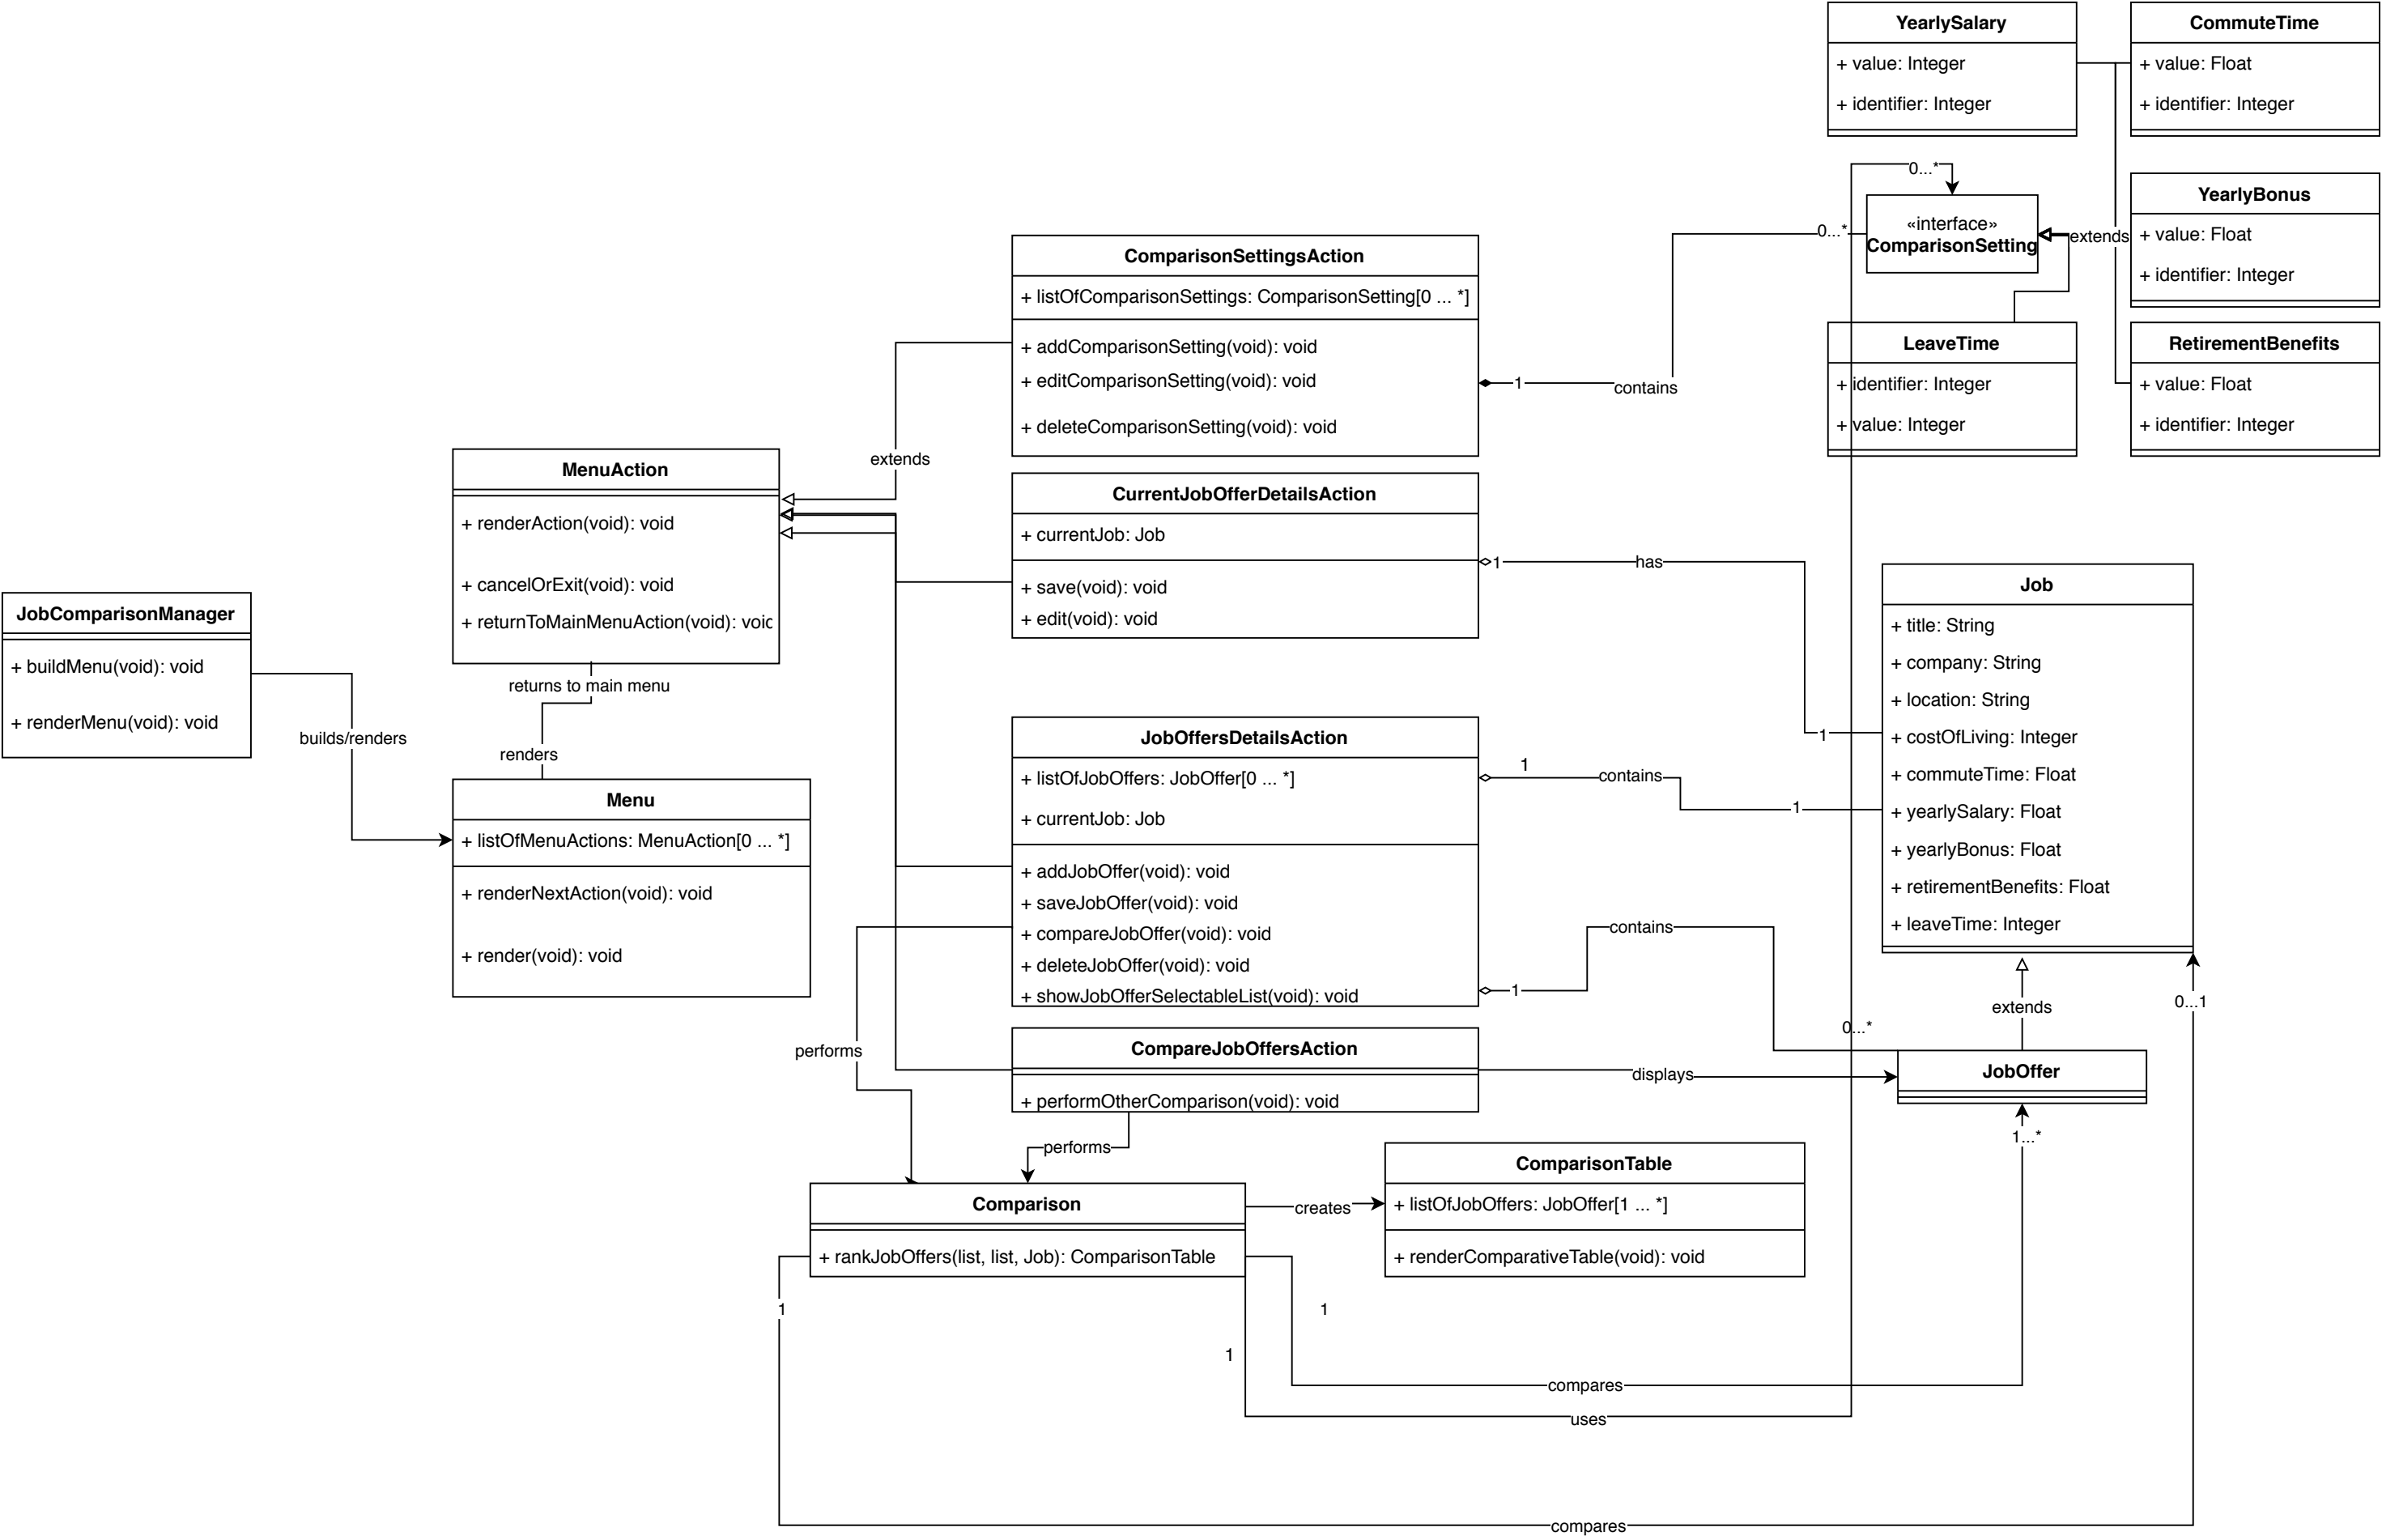 YearlySalary
+ value: Integer
+ identifier: Integer
CommuteTime
+ value: Float
+ identifier: Integer
YearlyBonus
+ value: Float
+ identifier: Integer
0...*
«interface»
ComparisonSetting
extends
0...*
LeaveTime
+ identifier: Integer
+ value: Integer
RetirementBenefits
+ value: Float
+ identifier: Integer
ComparisonSettingsAction
+ listOfComparisonSettings: ComparisonSetting[0 ... *]
+ addComparisonSetting(void): void
+ editComparisonSetting(void): void
+ deleteComparisonSetting(void): void
1
contains
extends
MenuAction
+ renderAction(void): void
+ cancelOrExit(void): void
+ returnToMainMenuAction(void): voic
CurrentJobOfferDetailsAction
+ currentJob: Job
+ save(void): void
+ edit(void): void
1
has
1
JobComparisonManager
+ buildMenu(void): void
+ renderMenu(void): void
builds/renders
returns to main menu
renders
Menu
+ listOfMenuActions: MenuAction[0 ... *]
+ renderNextAction(void): void
+ render(void): void
Job
+ title: String
+ company: String
+ location: String
+ costOfLiving: Integer
+ commuteTime: Float
+ yearlySalary: Float
+ yearlyBonus: Float
+ retirementBenefits: Float
+ leaveTime: Integer
JobOffersDetailsAction
+ listOfJobOffers: JobOffer[0 ... *]
+ currentJob: Job
+ addJobOffer(void): void
+ saveJobOffer(void): void
+ compareJobOffer(void): void
+ deleteJobOffer(void): void
+ showJobOfferSelectableList(void): void
1
contains
1
contains
1
0...*
extends
0...1
performs
CompareJobOffersAction
+ performOtherComparison(void): void
displays
JobOffer
1...*
performs
Comparison
+ rankJobOffers(list, list, Job): ComparisonTable
creates
ComparisonTable
+ listOfJobOffers: JobOffer[1 ... *]
+ renderComparativeTable(void): void
1
1
1
compares
uses
compares